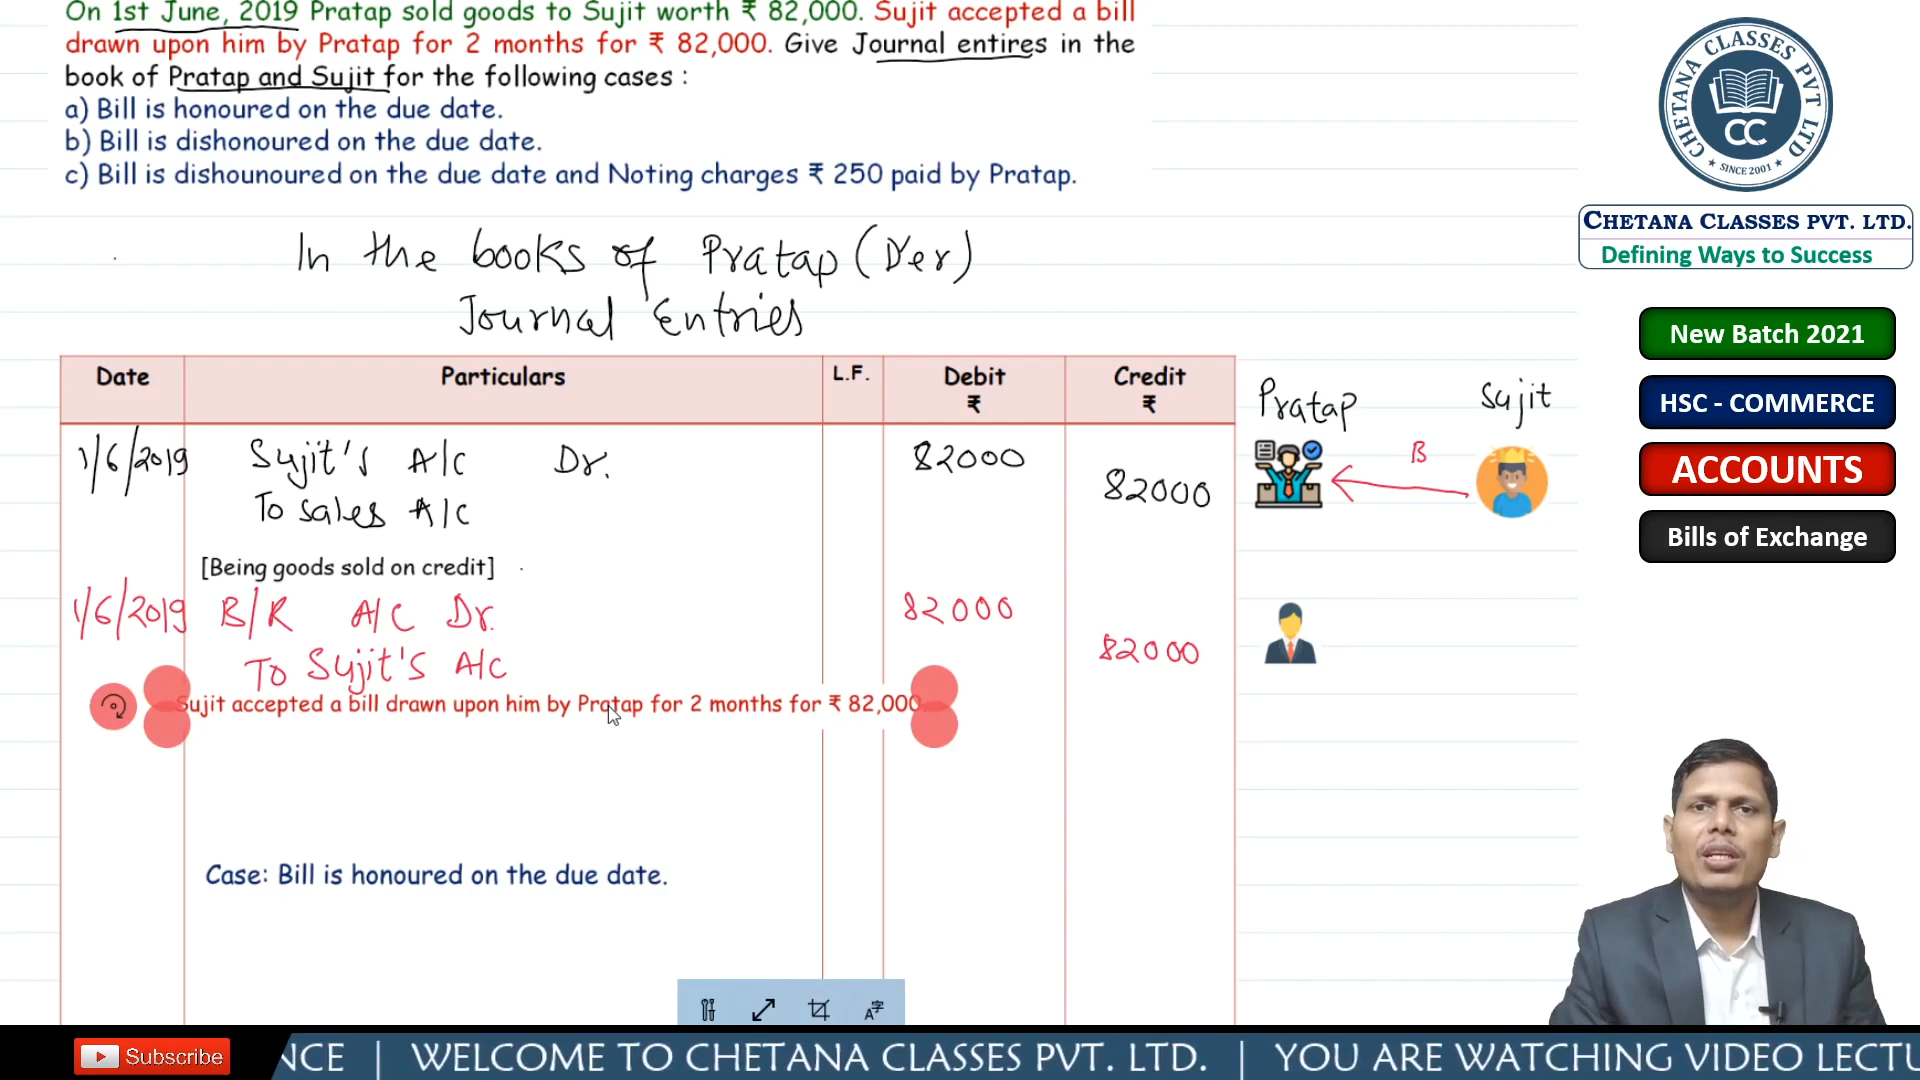 On 1st June, 2019 Pratap sold goods to Sujit worth ₹ 82,000. Sujit accepted a bill
drawn upon him by Pratap for 2 months for ₹ 82,000. Give Journal entires in the
book of Pratap and Sujit for the following cases :
a) Bill is honoured on the due date.
b) Bill is dishonoured on the due date.
c) Bill is dishounoured on the due date and Noting charges ₹ 250 paid by Pratap.
CHETANA CLASSES PVT LTD
CC
SINCE 2001
CHETANA CLASSES PVT. LTD.
Defining Ways to Success
In the books of Pratap (Drer)
Journal Entries
New Batch 2021
HSC - COMMERCE
ACCOUNTS
Bills of Exchange
Date Particulars L.F. Debit ₹ Credit ₹
Pratap Sujit
B
1/6/2019 Sujit's A/c Dr. 82000
To Sales A/c 82000
[Being goods sold on credit]
1/6/2019 B/R A/C Dr. 82000
To Sujit's A/c 82000
Sujit accepted a bill drawn upon him by Pratap for 2 months for ₹ 82,000.
Case: Bill is honoured on the due date.
Subscribe
NCE | WELCOME TO CHETANA CLASSES PVT. LTD. | YOU ARE WATCHING VIDEO LECTU